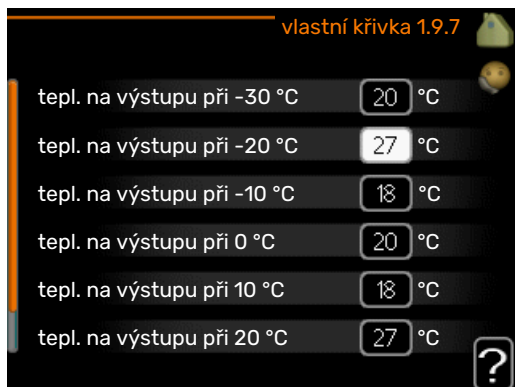 vlastní křivka 1.9.7
tepl. na výstupu při -30 °C 20 °C
tepl. na výstupu při -20 °C 27 °C
tepl. na výstupu při -10 °C 18 °C
tepl. na výstupu při 0 °C 20 °C
tepl. na výstupu při 10 °C 18 °C
tepl. na výstupu při 20 °C 27 °C
?